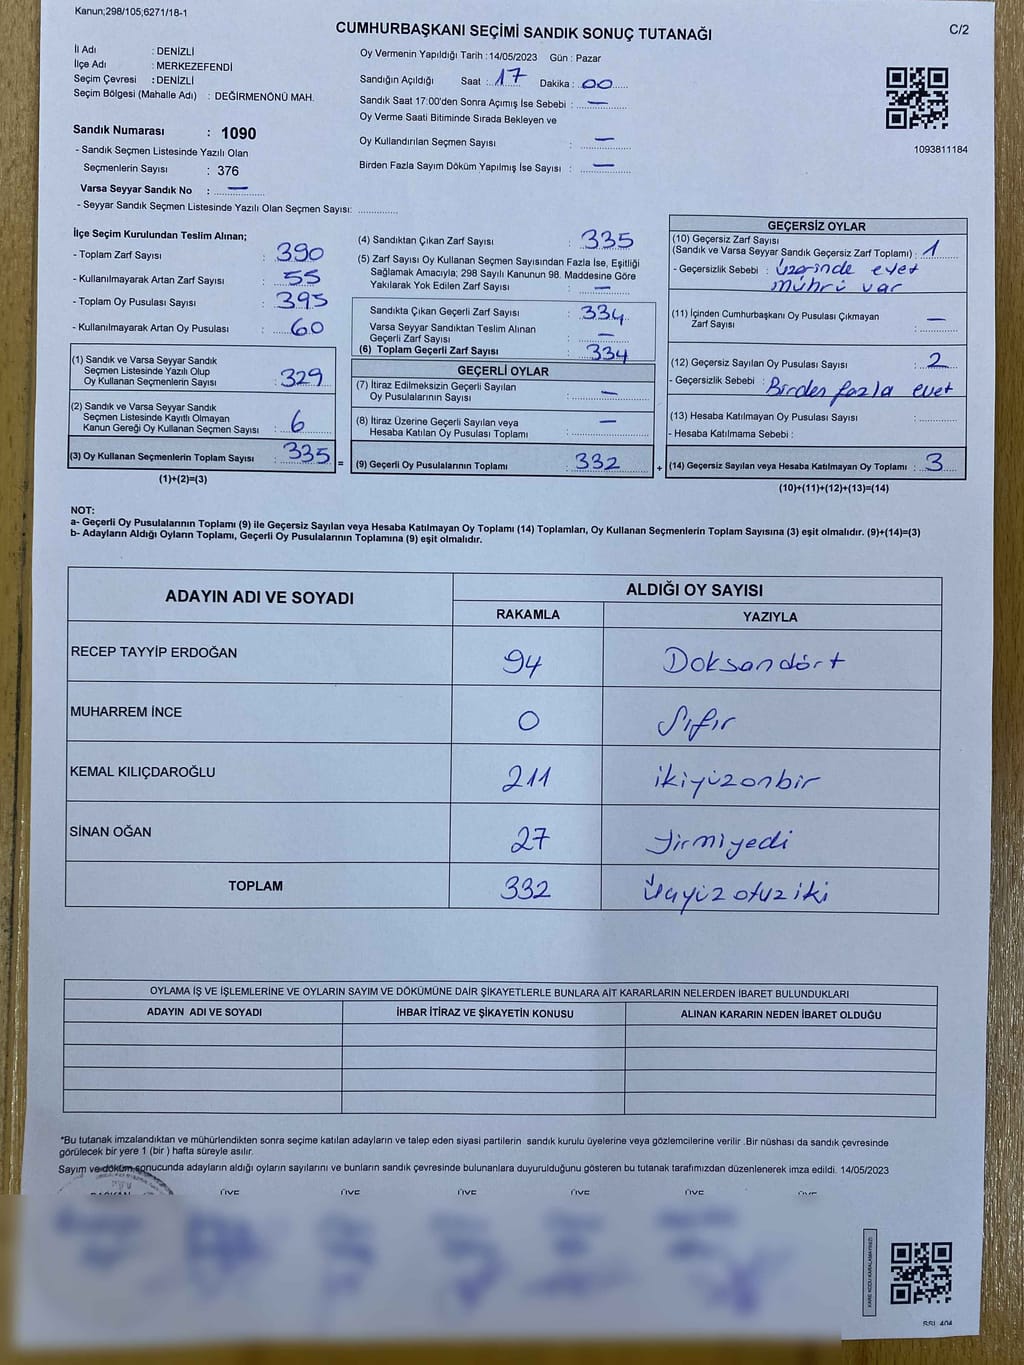 Kanun;298/105;6271/18-1
CUMHURBAŞKANI SEÇİMİ SANDIK SONUÇ TUTANAĞI
C/2
İl Adı : DENİZLİ
İlçe Adı : MERKEZEFENDİ
Seçim Çevresi : DENİZLİ
Seçim Bölgesi (Mahalle Adı) : DEĞİRMENÖNÜ MAH.
Sandık Numarası : 1090
- Sandık Seçmen Listesinde Yazılı Olan
Seçmenlerin Sayısı : 376
Varsa Seyyar Sandık No : —
- Seyyar Sandık Seçmen Listesinde Yazılı Olan Seçmen Sayısı: ............
Oy Vermenin Yapıldığı Tarih : 14/05/2023 Gün : Pazar
Sandığın Açıldığı Saat : 17 Dakika : 00
Sandık Saat 17:00'den Sonra Açımış İse Sebebi : —
Oy Verme Saati Bitiminde Sırada Bekleyen ve
Oy Kullandırılan Seçmen Sayısı : —
Birden Fazla Sayım Döküm Yapılmış İse Sayısı : —
1093811184
İlçe Seçim Kurulundan Teslim Alınan;
- Toplam Zarf Sayısı : 390
- Kullanılmayarak Artan Zarf Sayısı : 55
- Toplam Oy Pusulası Sayısı : 395
- Kullanılmayarak Artan Oy Pusulası : 60
(1) Sandık ve Varsa Seyyar Sandık
Seçmen Listesinde Yazılı Olup
Oy Kullanan Seçmenlerin Sayısı : 329
(2) Sandık ve Varsa Seyyar Sandık
Seçmen Listesinde Kayıtlı Olmayan
Kanun Gereği Oy Kullanan Seçmen Sayısı : 6
(3) Oy Kullanan Seçmenlerin Toplam Sayısı : 335 =
(1)+(2)=(3)
(4) Sandıktan Çıkan Zarf Sayısı : 335
(5) Zarf Sayısı Oy Kullanan Seçmen Sayısından Fazla İse, Eşitliği
Sağlamak Amacıyla; 298 Sayılı Kanunun 98. Maddesine Göre
Yakılarak Yok Edilen Zarf Sayısı : —
Sandıkta Çıkan Geçerli Zarf Sayısı : 334
Varsa Seyyar Sandıktan Teslim Alınan
Geçerli Zarf Sayısı : —
(6) Toplam Geçerli Zarf Sayısı : 334
GEÇERLİ OYLAR
(7) İtiraz Edilmeksizin Geçerli Sayılan
Oy Pusulalarının Sayısı : —
(8) İtiraz Üzerine Geçerli Sayılan veya
Hesaba Katılan Oy Pusulası Toplamı : —
(9) Geçerli Oy Pusulalarının Toplamı : 332 +
GEÇERSİZ OYLAR
(10) Geçersiz Zarf Sayısı
(Sandık ve Varsa Seyyar Sandık Geçersiz Zarf Toplamı) : 1
- Geçersizlik Sebebi : üzerinde evet
mührü var
(11) İçinden Cumhurbaşkanı Oy Pusulası Çıkmayan
Zarf Sayısı : —
(12) Geçersiz Sayılan Oy Pusulası Sayısı : 2
- Geçersizlik Sebebi : Birden fazla evet
(13) Hesaba Katılmayan Oy Pusulası Sayısı : ............
- Hesaba Katılmama Sebebi :
(14) Geçersiz Sayılan veya Hesaba Katılmayan Oy Toplamı : 3
(10)+(11)+(12)+(13)=(14)
NOT:
a- Geçerli Oy Pusulalarının Toplamı (9) ile Geçersiz Sayılan veya Hesaba Katılmayan Oy Toplamı (14) Toplamları, Oy Kullanan Seçmenlerin Toplam Sayısına (3) eşit olmalıdır. (9)+(14)=(3)
b- Adayların Aldığı Oyların Toplamı, Geçerli Oy Pusulalarının Toplamına (9) eşit olmalıdır.
ADAYIN ADI VE SOYADI
ALDIĞI OY SAYISI
RAKAMLA YAZIYLA
RECEP TAYYİP ERDOĞAN 94 Doksandört
MUHARREM İNCE 0 Sıfır
KEMAL KILIÇDAROĞLU 211 ikiyüzonbir
SİNAN OĞAN 27 yirmiyedi
TOPLAM 332 Üçyüz otuz iki
OYLAMA İŞ VE İŞLEMLERİNE VE OYLARIN SAYIM VE DÖKÜMÜNE DAİR ŞİKAYETLERLE BUNLARA AİT KARARLARIN NELERDEN İBARET BULUNDUKLARI
ADAYIN ADI VE SOYADI İHBAR İTİRAZ VE ŞİKAYETİN KONUSU ALINAN KARARIN NEDEN İBARET OLDUĞU
*Bu tutanak imzalandıktan ve mühürlendikten sonra seçime katılan adayların ve talep eden siyasi partilerin sandık kurulu üyelerine veya gözlemcilerine verilir .Bir nüshası da sandık çevresinde
görülecek bir yere 1 (bir ) hafta süreyle asılır.
Sayım ve döküm sonucunda adayların aldığı oyların sayılarını ve bunların sandık çevresinde bulunanlara duyurulduğunu gösteren bu tutanak tarafımızdan düzenlenerek imza edildi. 14/05/2023
BAŞKAN ÜYE ÜYE ÜYE ÜYE ÜYE ÜYE
KARE KODU KARALAMAYINIZ!